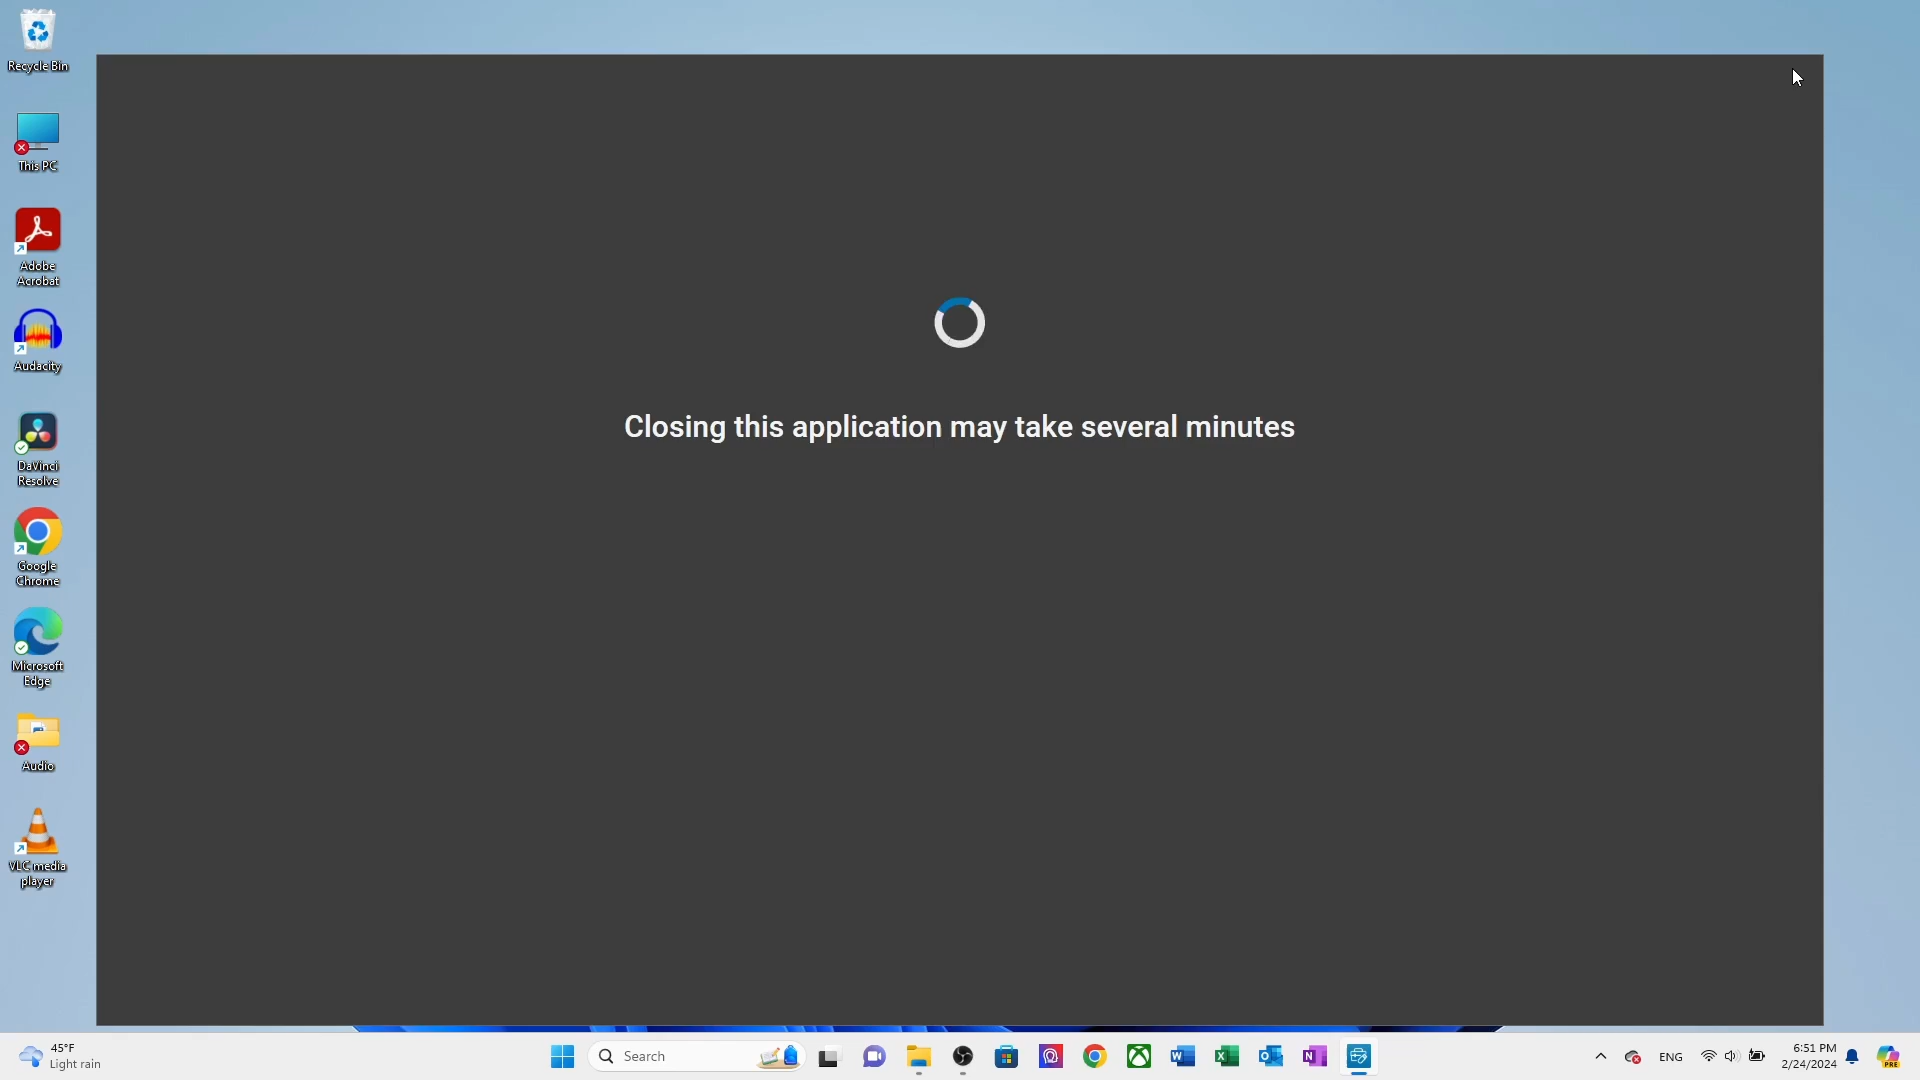 Recycle Bin
This PC
Adobe
Acrobat
Audacity
DaVinci
Resolve
Google
Chrome
Microsoft
Edge
Audio
VLC media
player
Closing this application may take several minutes
45°F
Light rain
Search
ENG
6:51 PM
2/24/2024
PRE